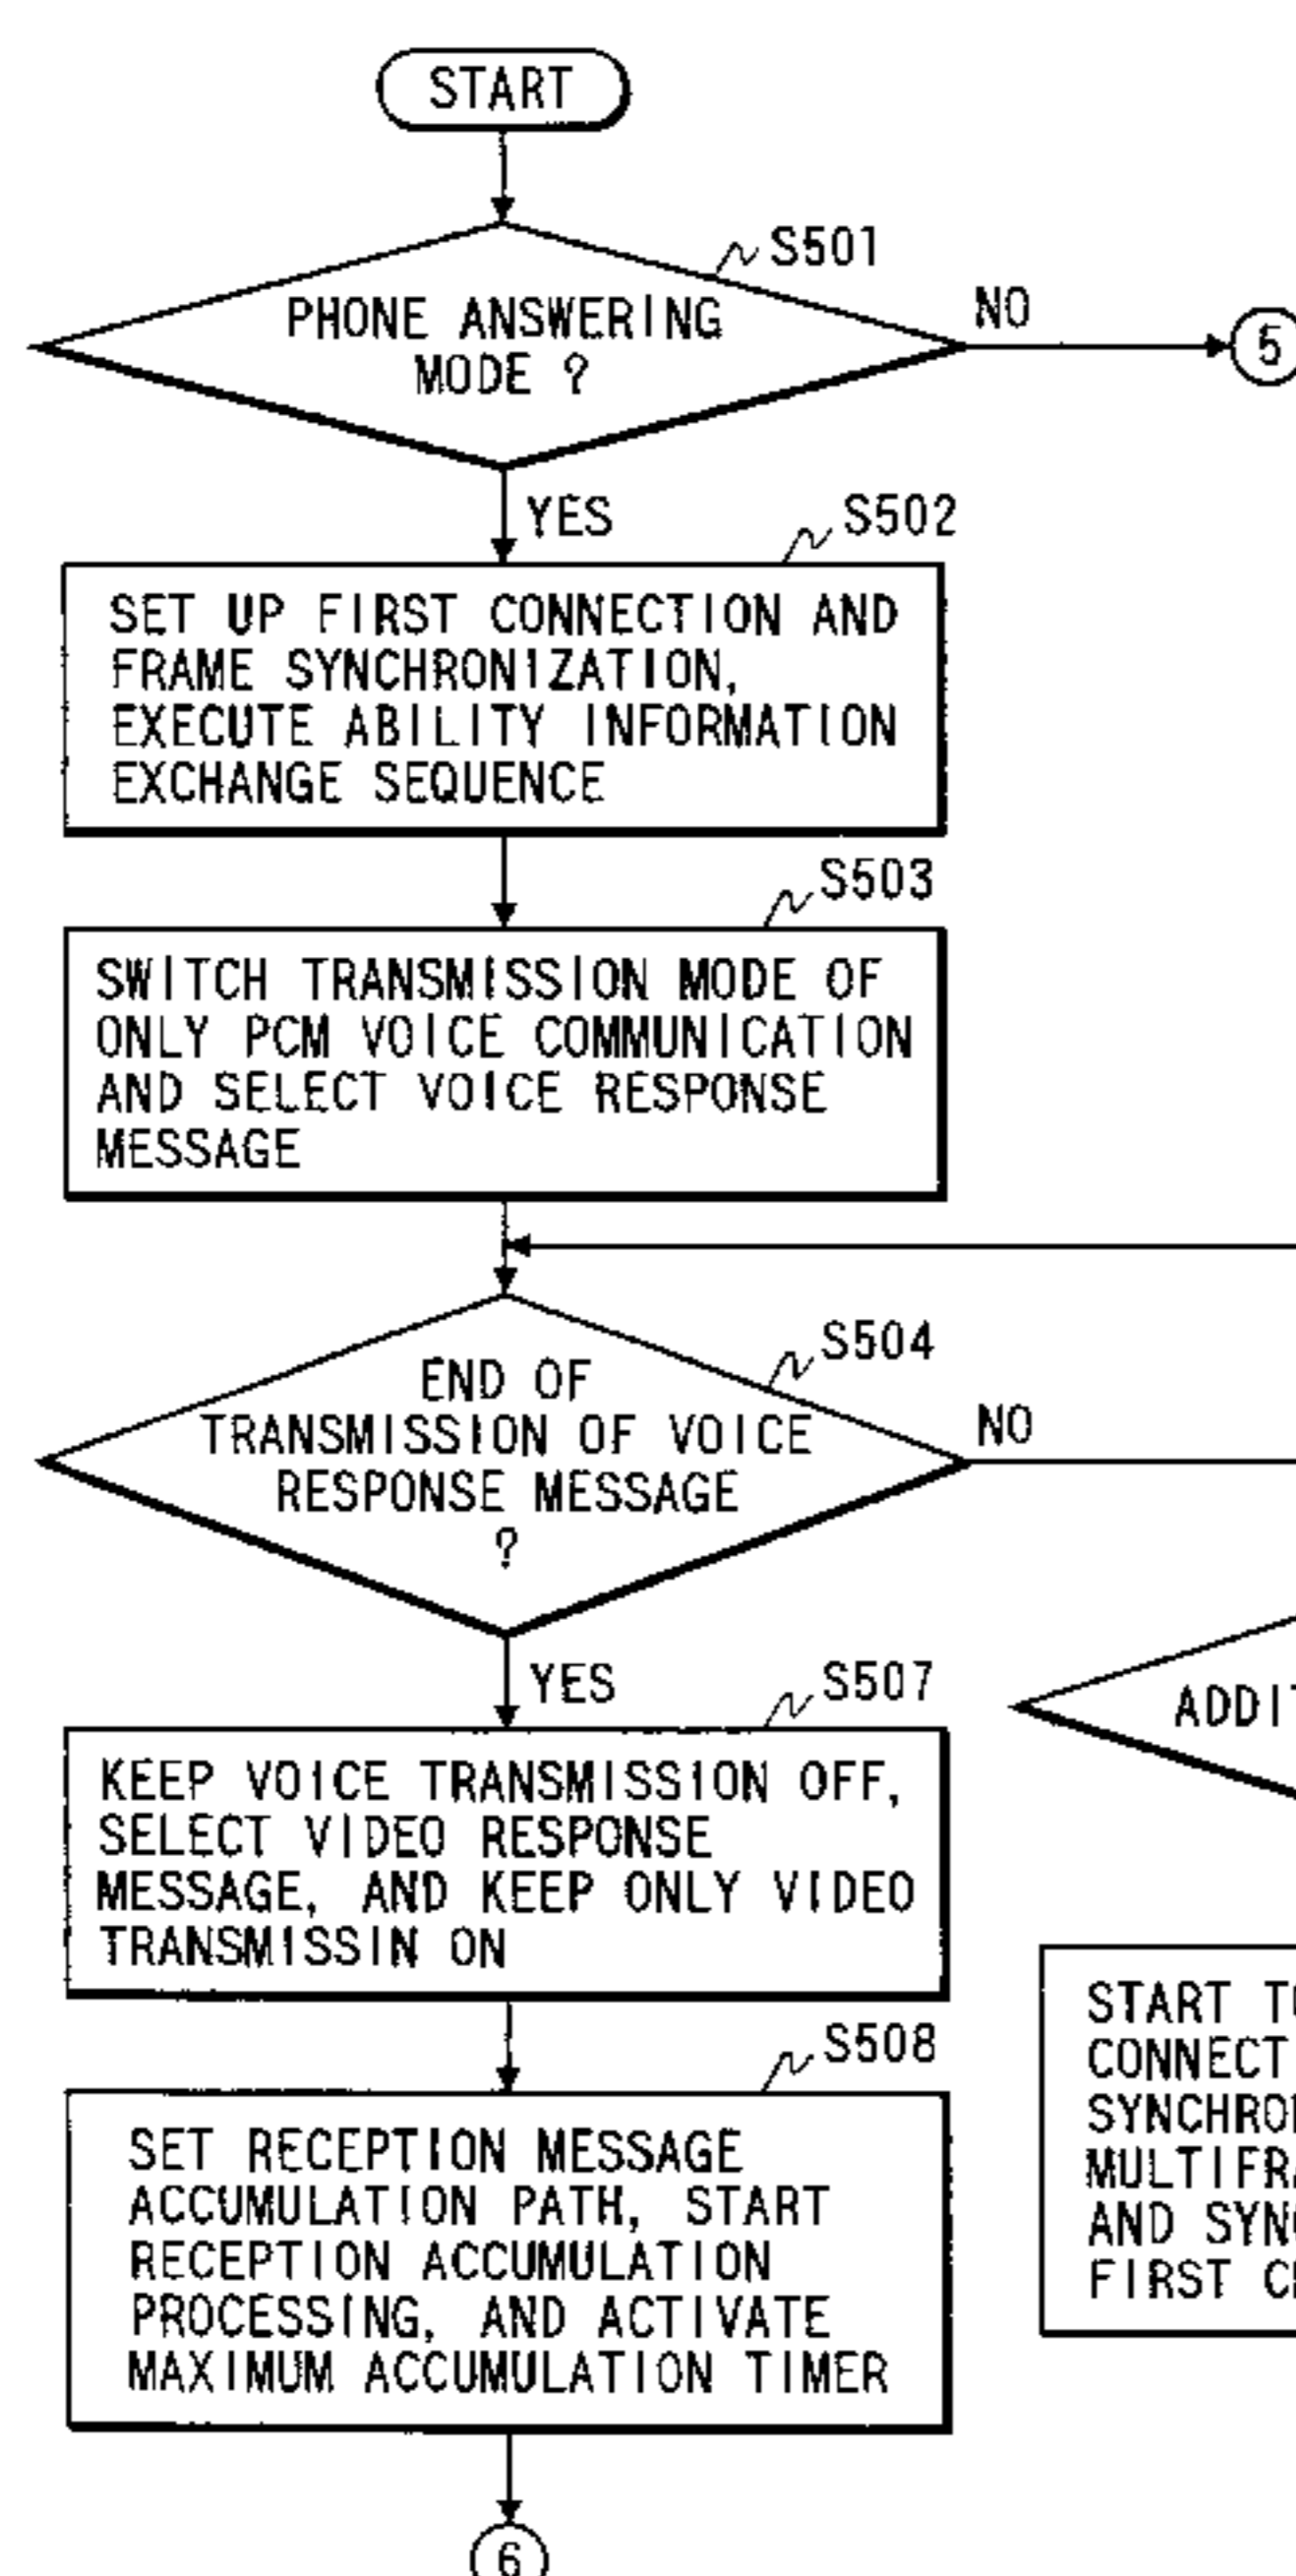 START
S501
PHONE ANSWERING
MODE ?
NO
5
YES
S502
SET UP FIRST CONNECTION AND
FRAME SYNCHRONIZATION,
EXECUTE ABILITY INFORMATION
EXCHANGE SEQUENCE
S503
SWITCH TRANSMISSION MODE OF
ONLY PCM VOICE COMMUNICATION
AND SELECT VOICE RESPONSE
MESSAGE
S504
END OF
TRANSMISSION OF VOICE
RESPONSE MESSAGE
?
NO
YES
S507
KEEP VOICE TRANSMISSION OFF,
SELECT VIDEO RESPONSE
MESSAGE, AND KEEP ONLY VIDEO
TRANSMISSIN ON
S508
SET RECEPTION MESSAGE
ACCUMULATION PATH, START
RECEPTION ACCUMULATION
PROCESSING, AND ACTIVATE
MAXIMUM ACCUMULATION TIMER
6
START
CONNECT
AND
FIRST